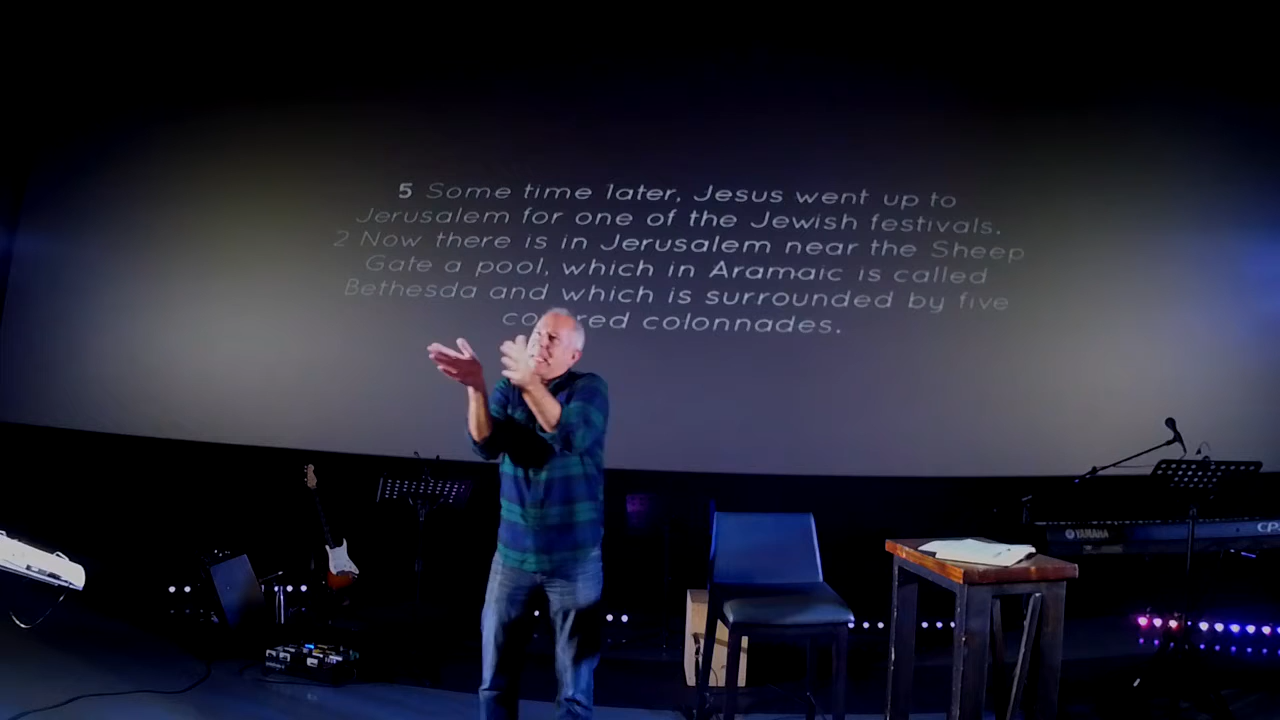 5 Some time later, Jesus went up to
Jerusalem for one of the Jewish festivals.
2 Now there is in Jerusalem near the Sheep
Gate a pool, which in Aramaic is called
Bethesda and which is surrounded by five
colonnades.
YAMAHA